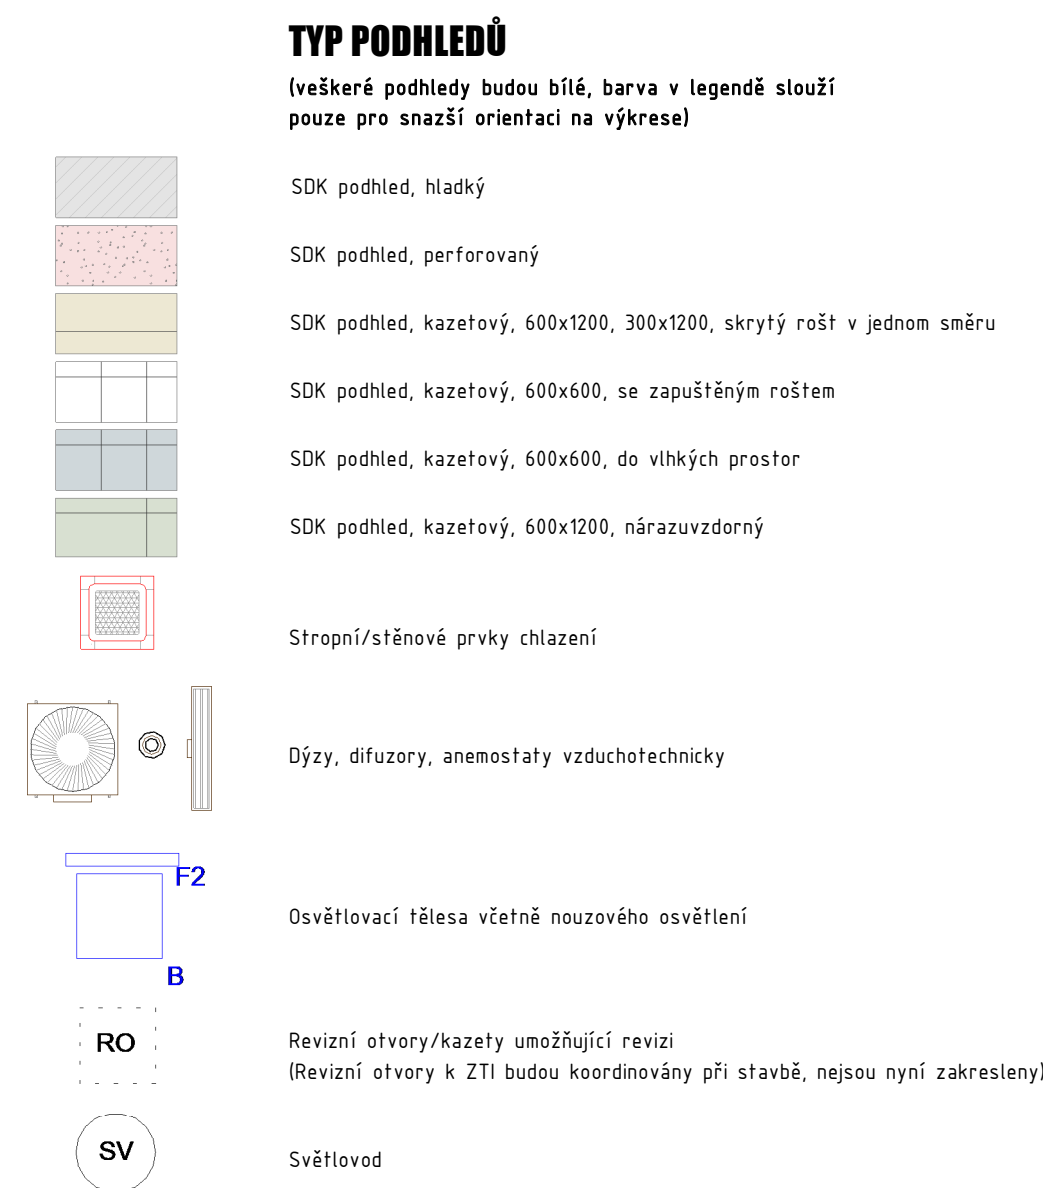 TYP PODHLEDŮ
(veškeré podhledy budou bílé, barva v legendě slouží
pouze pro snazší orientaci na výkrese)
SDK podhled, hladký
SDK podhled, perforovaný
SDK podhled, kazetový, 600x1200, 300x1200, skrytý rošt v jednom směru
SDK podhled, kazetový, 600x600, se zapuštěným roštem
SDK podhled, kazetový, 600x600, do vlhkých prostor
SDK podhled, kazetový, 600x1200, nárazuvzdorný
Stropní/stěnové prvky chlazení
Dýzy, difuzory, anemostaty vzduchotechnicky
F2
Osvětlovací tělesa včetně nouzového osvětlení
B
RO
Revizní otvory/kazety umožňující revizi
(Revizní otvory k ZTI budou koordinovány při stavbě, nejsou nyní zakresleny)
SV
Světlovod